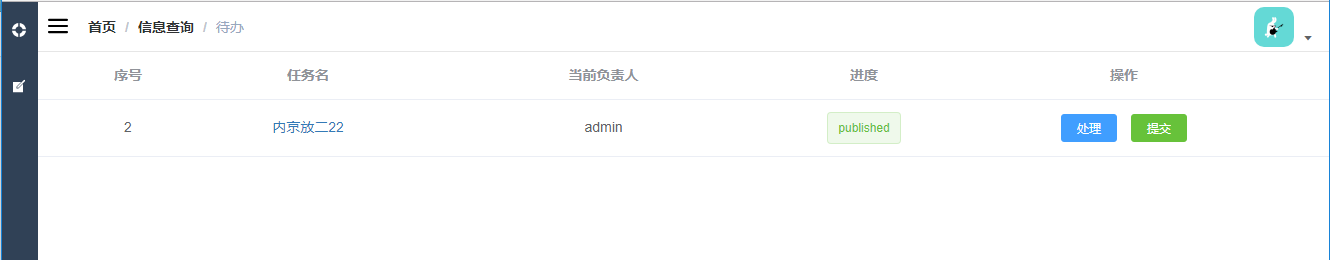 首页 / 信息查询 / 待办
序号 任务名 当前负责人 进度 操作
2 内京放二22 admin published 处理 提交